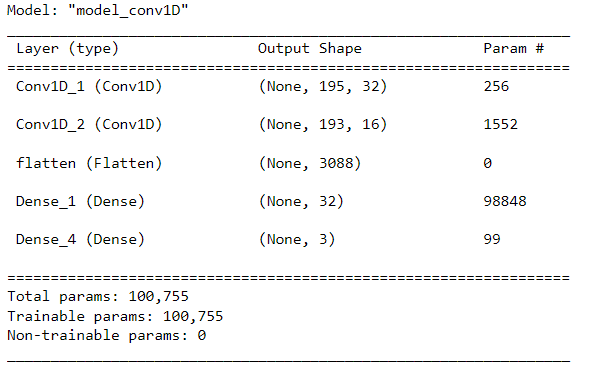 Model: "model_conv1D"
_________________________________________________________________
Layer (type) Output Shape Param #
=================================================================
Conv1D_1 (Conv1D) (None, 195, 32) 256
Conv1D_2 (Conv1D) (None, 193, 16) 1552
flatten (Flatten) (None, 3088) 0
Dense_1 (Dense) (None, 32) 98848
Dense_4 (Dense) (None, 3) 99
=================================================================
Total params: 100,755
Trainable params: 100,755
Non-trainable params: 0
_________________________________________________________________